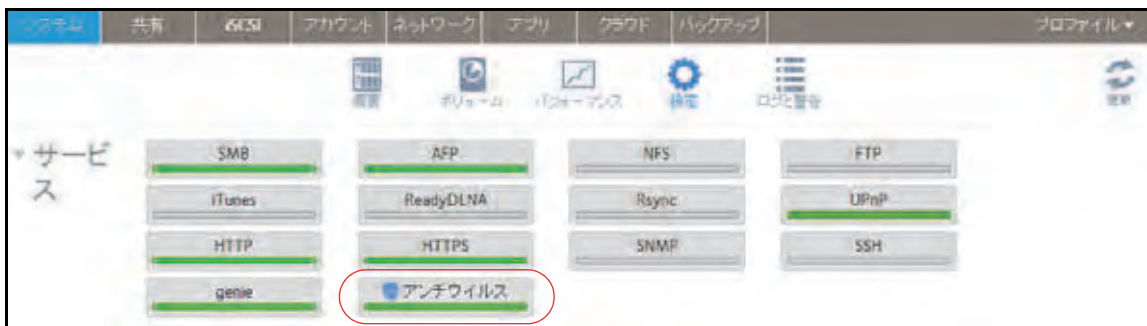 システム 共有 iSCSI アカウント ネットワーク アプリ クラウド バックアップ プロファイル▼
概要 ボリューム パフォーマンス 設定 ログと警告 更新
▼サービ
ス
SMB AFP NFS FTP
iTunes ReadyDLNA Rsync UPnP
HTTP HTTPS SNMP SSH
genie アンチウイルス